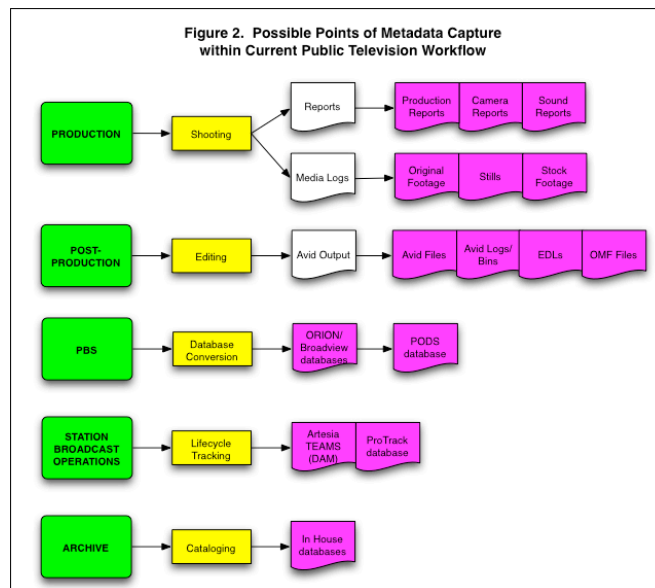 Figure 2. Possible Points of Metadata Capture
within Current Public Television Workflow
PRODUCTION
Shooting
Reports
Production
Reports
Camera
Reports
Sound
Reports
Media Logs
Original
Footage
Stills
Stock
Footage
POST-
PRODUCTION
Editing
Avid Output
Avid Files
Avid Logs/
Bins
EDLs
OMF Files
PBS
Database
Conversion
ORION/
Broadview
databases
PODS
database
STATION
BROADCAST
OPERATIONS
Lifecycle
Tracking
Artesia
TEAMS
(DAM)
ProTrack
database
ARCHIVE
Cataloging
In House
databases